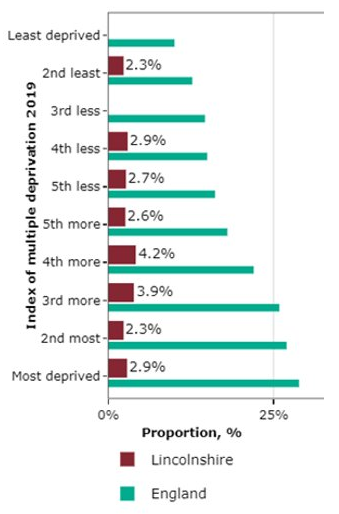 Index of multiple deprivation 2019
Least deprived
2nd least
2.3%
3rd less
4th less
2.9%
5th less
2.7%
5th more
2.6%
4th more
4.2%
3rd more
3.9%
2nd most
2.3%
Most deprived
2.9%
0%
25%
Proportion, %
Lincolnshire
England